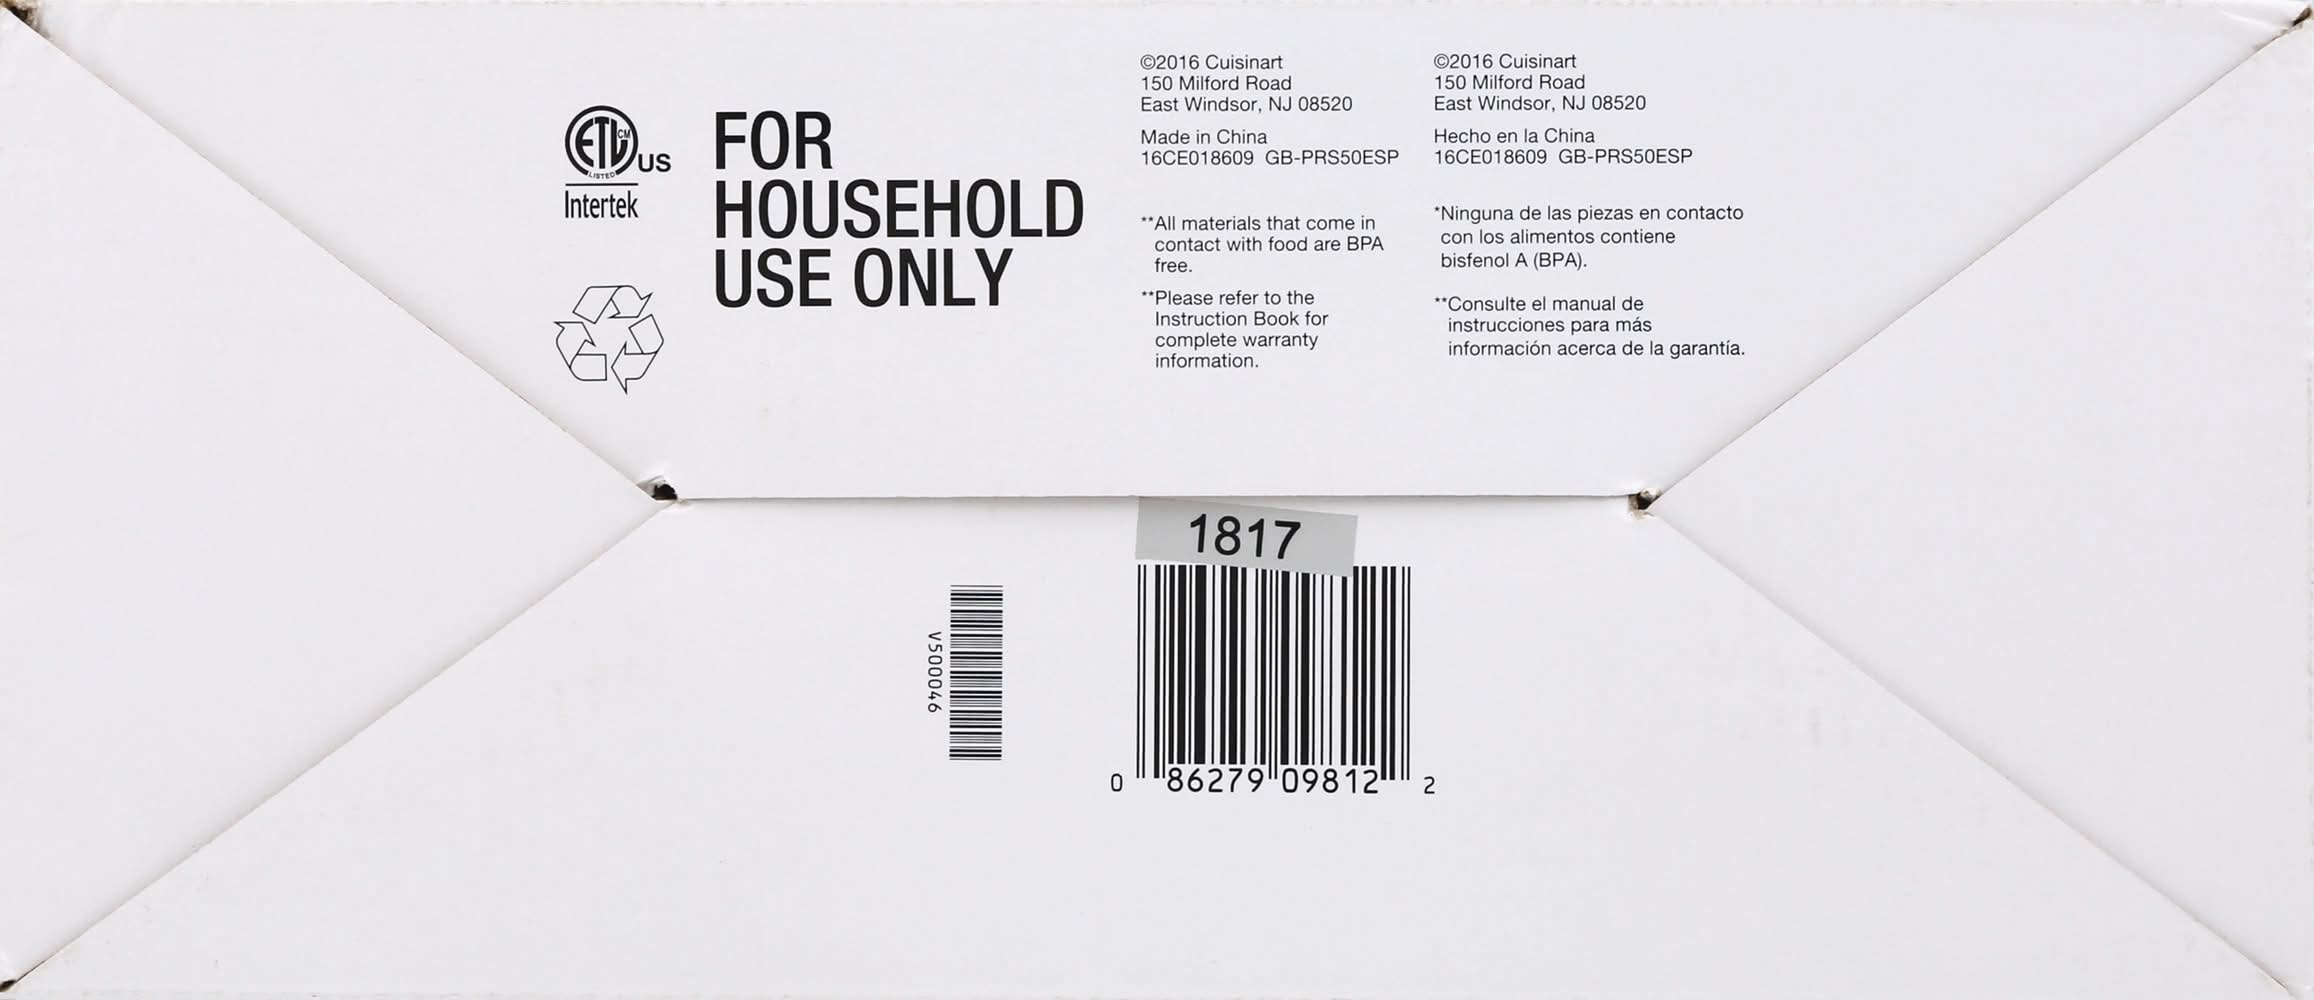 ETL CM
LISTED
US
Intertek
FOR
HOUSEHOLD
USE ONLY
©2016 Cuisinart
150 Milford Road
East Windsor, NJ 08520
Made in China
16CE018609 GB-PRS50ESP
**All materials that come in
contact with food are BPA
free.
**Please refer to the
Instruction Book for
complete warranty
information.
©2016 Cuisinart
150 Milford Road
East Windsor, NJ 08520
Hecho en la China
16CE018609 GB-PRS50ESP
*Ninguna de las piezas en contacto
con los alimentos contiene
bisfenol A (BPA).
**Consulte el manual de
instrucciones para más
información acerca de la garantía.
1817
V500046
0 86279 09812 2